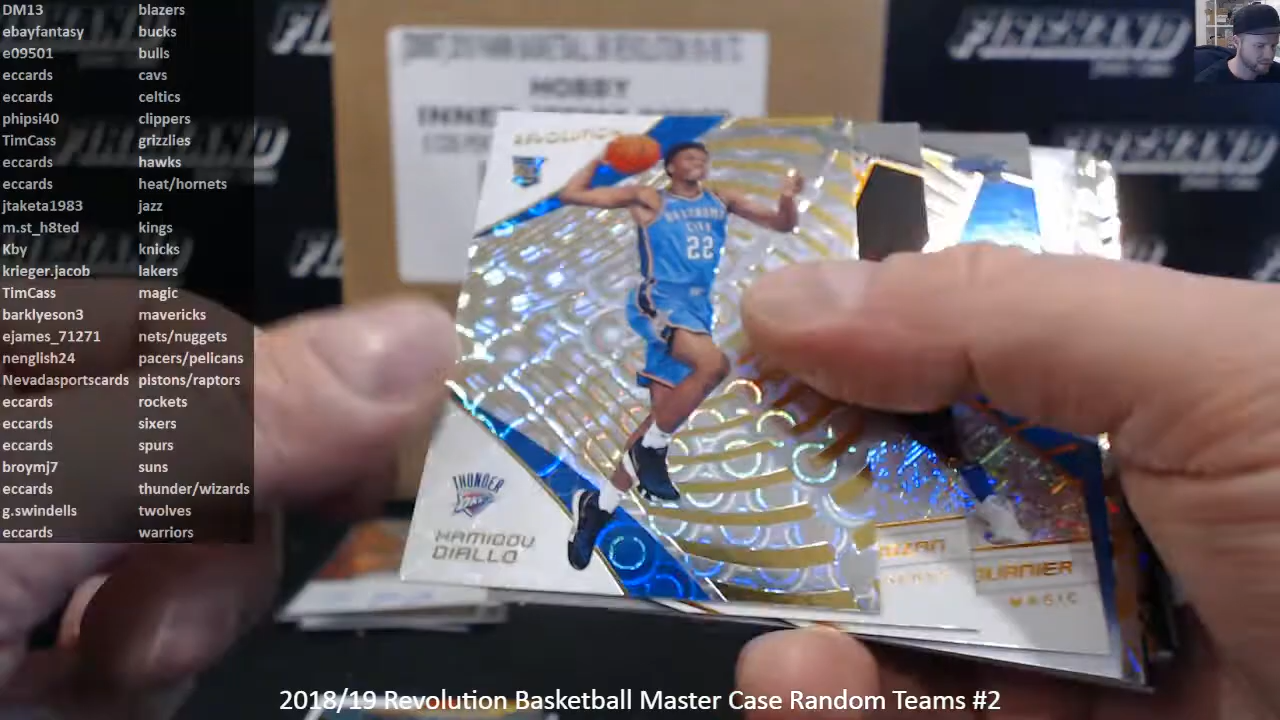 DM13 blazers
ebayfantasy bucks
e09501 bulls
eccards cavs
eccards celtics
phipsi40 clippers
TimCass grizzlies
eccards hawks
eccards heat/hornets
jtaketa1983 jazz
m.st_h8ted kings
Kby knicks
krieger.jacob lakers
TimCass magic
barklyeson3 mavericks
ejames_71271 nets/nuggets
nenglish24 pacers/pelicans
Nevadasportscards pistons/raptors
eccards rockets
eccards sixers
eccards spurs
broymj7 suns
eccards thunder/wizards
g.swindells twolves
eccards warriors
HOBBY
REVOLUTION
OKLAHOMA
CITY
22
THUNDER
HAMIDOU
DIALLO
MAGIC
2018/19 Revolution Basketball Master Case Random Teams #2